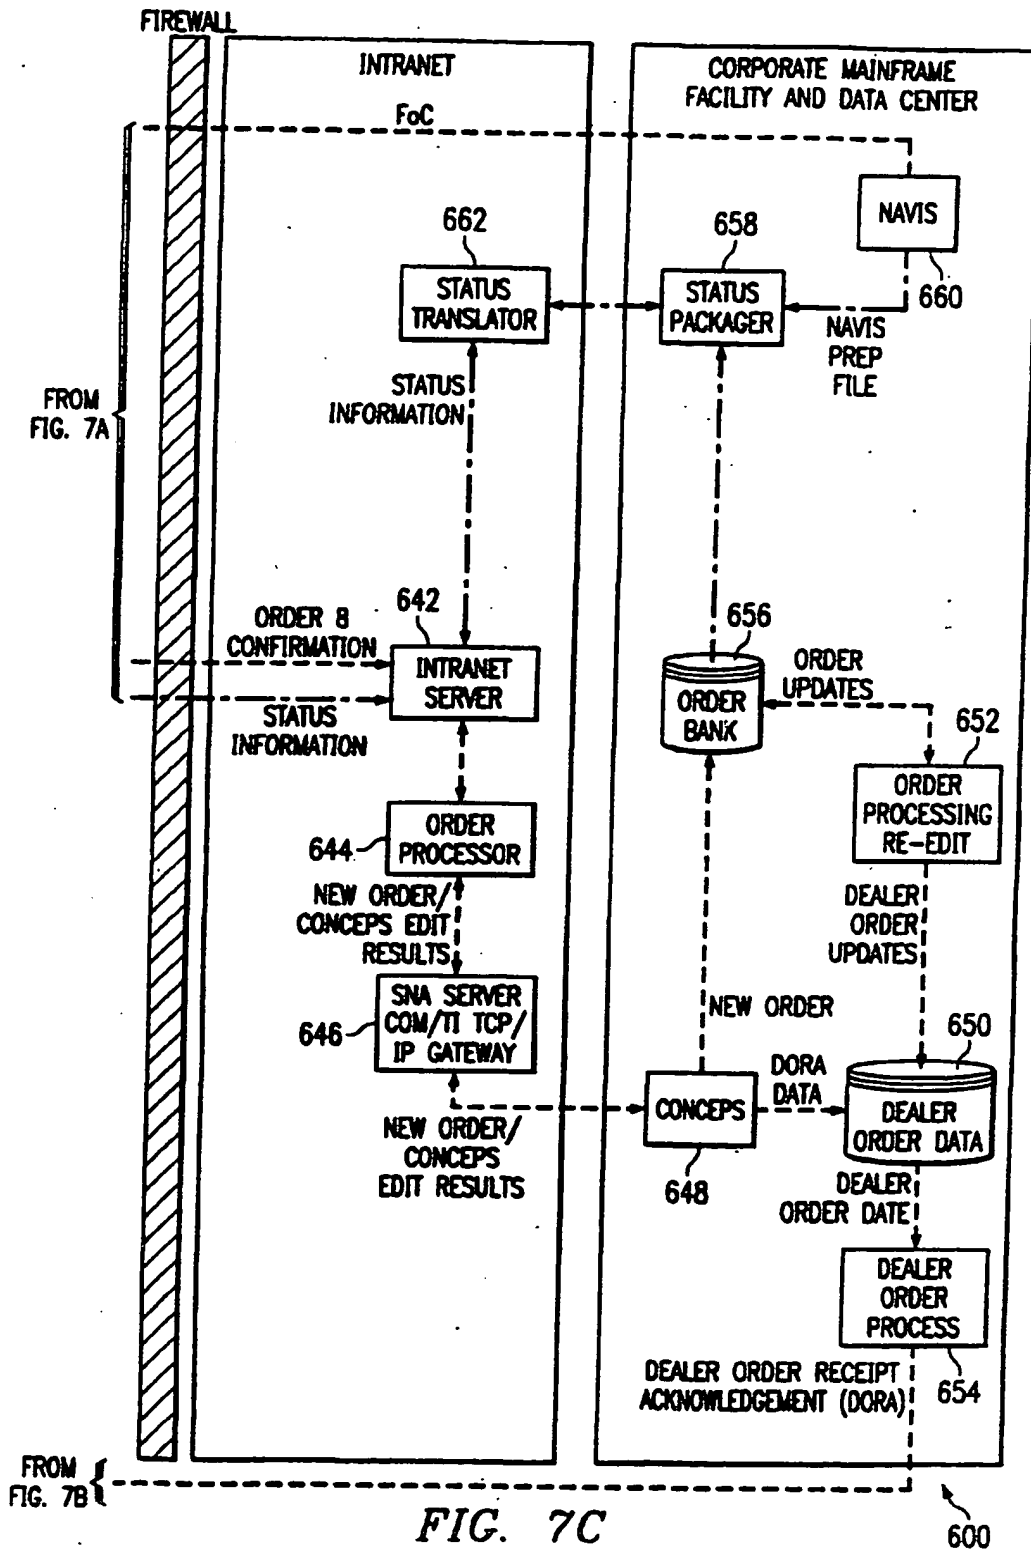 FIREWALL
INTRANET
CORPORATE MAINFRAME
FACILITY AND DATA CENTER
FoC
NAVIS
660
662
STATUS
TRANSLATOR
658
STATUS
PACKAGER
NAVIS
PREP
FILE
FROM
FIG. 7A
STATUS
INFORMATION
ORDER 8
CONFIRMATION
642
INTRANET
SERVER
STATUS
INFORMATION
656
ORDER
BANK
ORDER
UPDATES
652
ORDER
PROCESSING
RE-EDIT
644
ORDER
PROCESSOR
NEW ORDER/
CONCEPS EDIT
RESULTS
DEALER
ORDER
UPDATES
646
SNA SERVER
COM/TI TCP/
IP GATEWAY
NEW ORDER
650
DORA
DATA
CONCEPS
648
DEALER
ORDER DATA
NEW ORDER/
CONCEPS
EDIT RESULTS
DEALER
ORDER DATE
DEALER
ORDER
PROCESS
654
DEALER ORDER RECEIPT
ACKNOWLEDGEMENT (DORA)
FROM
FIG. 7B
FIG. 7C
600